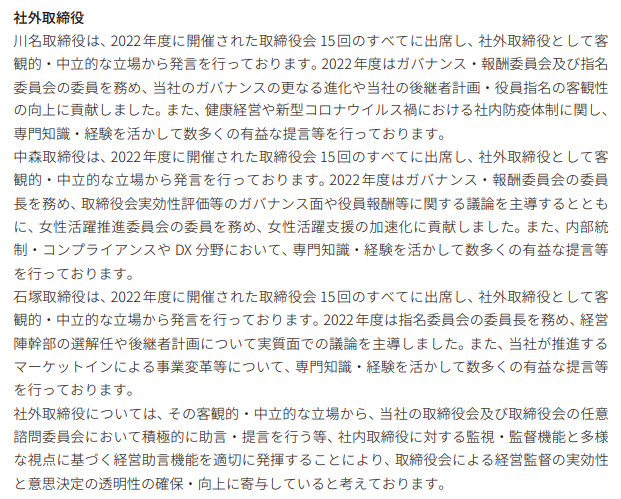 社外取締役
川名取締役は、2022年度に開催された取締役会 15回のすべてに出席し、社外取締役として客
観的・中立的な立場から発言を行っております。2022年度はガバナンス・報酬委員会及び指名
委員会の委員を務め、当社のガバナンスの更なる進化や当社の後継者計画・役員指名の客観性
の向上に貢献しました。また、健康経営や新型コロナウイルス禍における社内防疫体制に関し、
専門知識・経験を活かして数多くの有益な提言等を行っております。
中森取締役は、2022年度に開催された取締役会 15回のすべてに出席し、社外取締役として客
観的・中立的な立場から発言を行っております。2022年度はガバナンス・報酬委員会の委員
長を務め、取締役会実効性評価等のガバナンス面や役員報酬等に関する議論を主導するととも
に、女性活躍推進委員会の委員を務め、女性活躍支援の加速化に貢献しました。また、内部統
制・コンプライアンスや DX 分野において、専門知識・経験を活かして数多くの有益な提言等
を行っております。
石塚取締役は、2022年度に開催された取締役会 15回のすべてに出席し、社外取締役として客
観的・中立的な立場から発言を行っております。2022年度は指名委員会の委員長を務め、経営
陣幹部の選解任や後継者計画について実質面での議論を主導しました。また、当社が推進する
マーケットインによる事業変革等について、専門知識・経験を活かして数多くの有益な提言等
を行っております。
社外取締役については、その客観的・中立的な立場から、当社の取締役会及び取締役会の任意
諮問委員会において積極的に助言・提言を行う等、社内取締役に対する監視・監督機能と多様
な視点に基づく経営助言機能を適切に発揮することにより、取締役会による経営監督の実効性
と意思決定の透明性の確保・向上に寄与していると考えております。